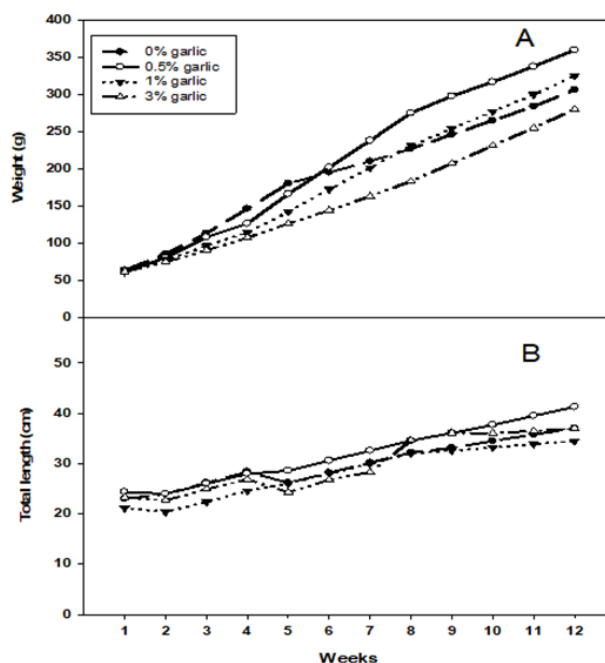 400
350
300
250
200
150
100
50
0
Weight (g)
0% garlic
0.5% garlic
1% garlic
3% garlic
A
50
40
30
20
10
0
Total length (cm)
B
1 2 3 4 5 6 7 8 9 10 11 12
Weeks